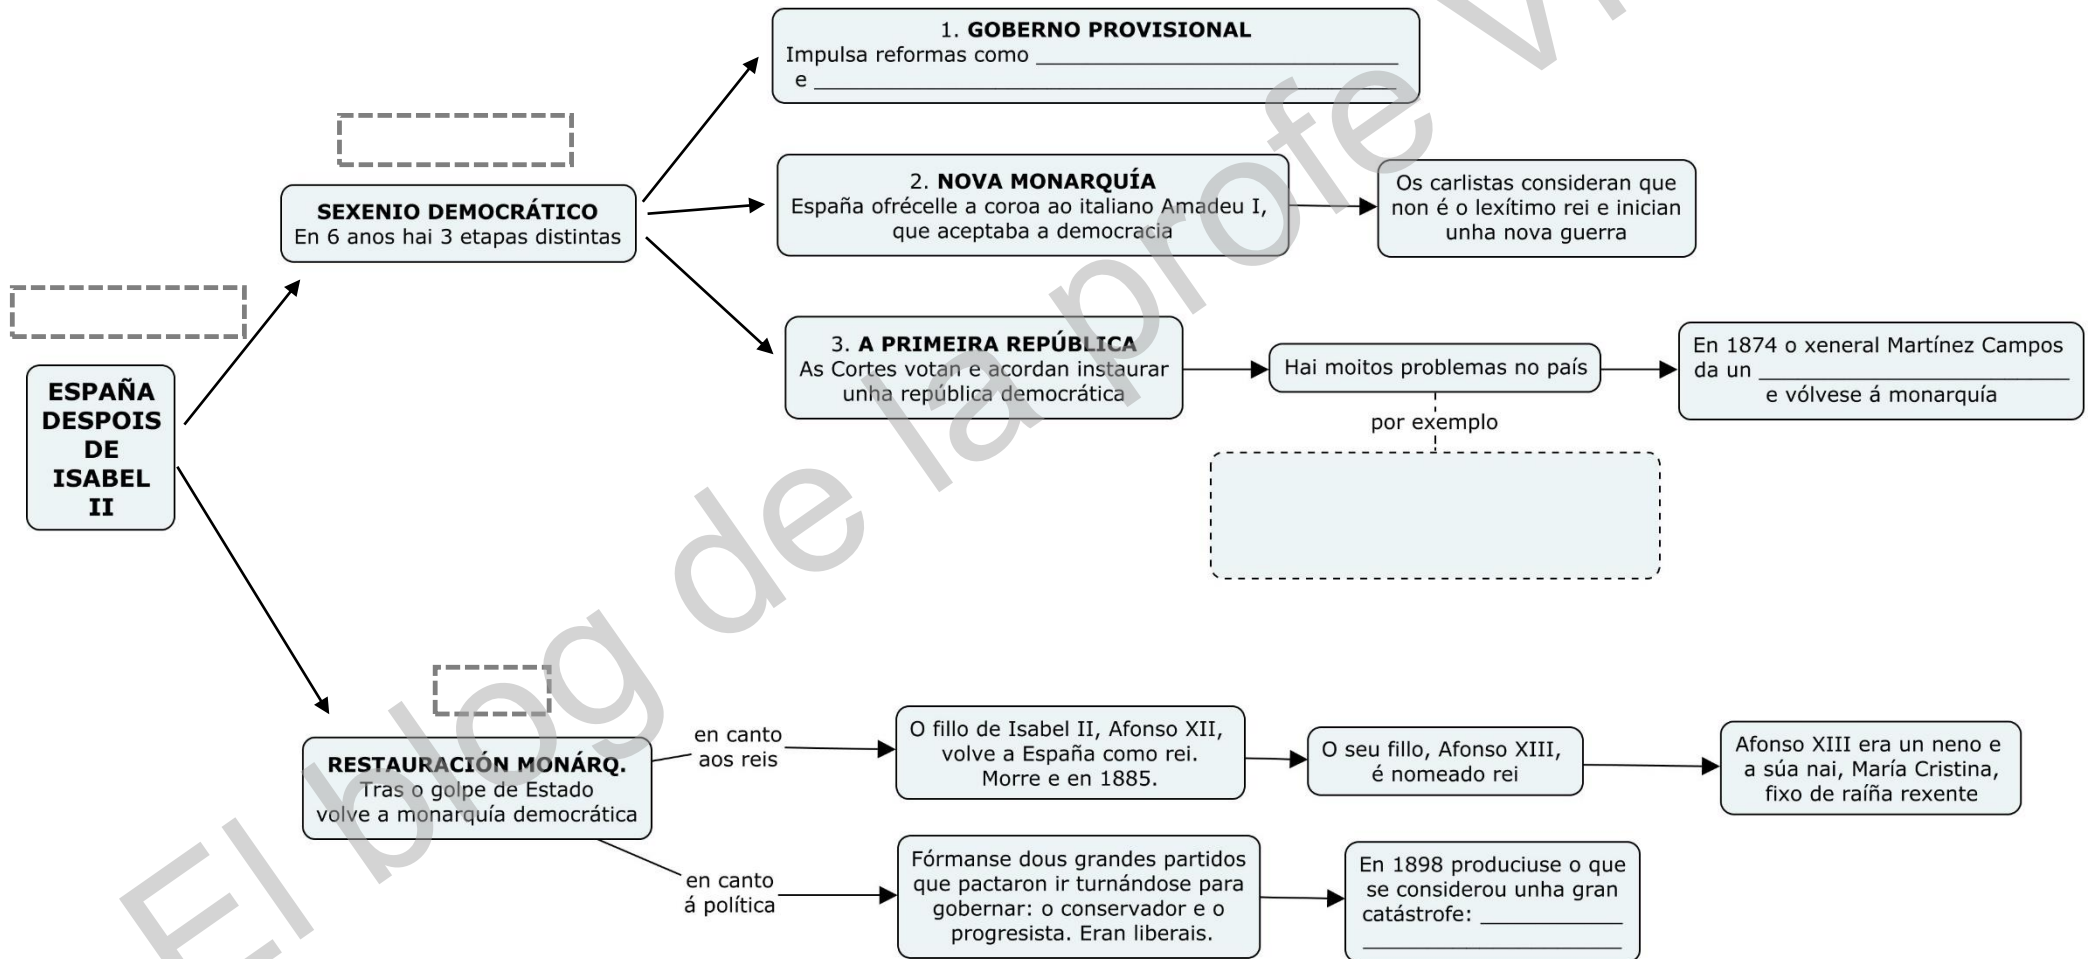 1. GOBERNO PROVISIONAL
Impulsa reformas como ______________________________
e ________________________________________________
2. NOVA MONARQUÍA
España ofrécelle a coroa ao italiano Amadeu I,
que aceptaba a democracia
Os carlistas consideran que
non é o lexítimo rei e inician
unha nova guerra
SEXENIO DEMOCRÁTICO
En 6 anos hai 3 etapas distintas
3. A PRIMEIRA REPÚBLICA
As Cortes votan e acordan instaurar
unha república democrática
Hai moitos problemas no país
por exemplo
En 1874 o xeneral Martínez Campos
da un __________________________
e vólvese á monarquía
ESPAÑA
DESPOIS
DE
ISABEL
II
RESTAURACIÓN MONÁRQ.
Tras o golpe de Estado
volve a monarquía democrática
en canto
aos reis
O fillo de Isabel II, Afonso XII,
volve a España como rei.
Morre e en 1885.
O seu fillo, Afonso XIII,
é nomeado rei
Afonso XIII era un neno e
a súa nai, María Cristina,
fixo de raíña rexente
en canto
á política
Fórmanse dous grandes partidos
que pactaron ir turnándose para
gobernar: o conservador e o
progresista. Eran liberais.
En 1898 produciuse o que
se considerou unha gran
catástrofe: ____________
______________________
El blog de la profe